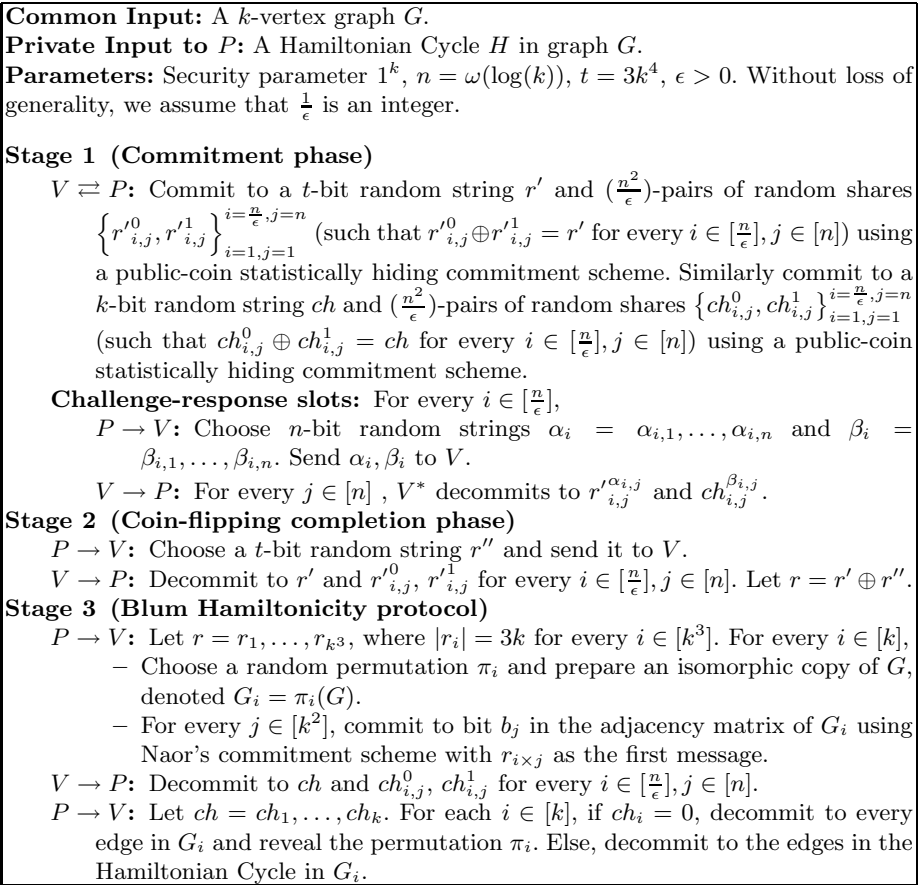 Common Input: A k-vertex graph G.
Private Input to P: A Hamiltonian Cycle H in graph G.
Parameters: Security parameter 1^k, n = ω(log(k)), t = 3k^4, ϵ > 0. Without loss of
generality, we assume that 1/ϵ is an integer.
Stage 1 (Commitment phase)
V ⇄ P: Commit to a t-bit random string r′ and (n^2/ϵ)-pairs of random shares
{r′^0_{i,j}, r′^1_{i,j}}^{i=n/ϵ, j=n}_{i=1,j=1} (such that r′^0_{i,j}⊕r′^1_{i,j} = r′ for every i ∈ [n/ϵ], j ∈ [n]) using
a public-coin statistically hiding commitment scheme. Similarly commit to a
k-bit random string ch and (n^2/ϵ)-pairs of random shares {ch^0_{i,j}, ch^1_{i,j}}^{i=n/ϵ, j=n}_{i=1,j=1}
(such that ch^0_{i,j} ⊕ ch^1_{i,j} = ch for every i ∈ [n/ϵ], j ∈ [n]) using a public-coin
statistically hiding commitment scheme.
Challenge-response slots: For every i ∈ [n/ϵ],
P → V: Choose n-bit random strings α_i = α_{i,1}, . . . , α_{i,n} and β_i =
β_{i,1}, . . . , β_{i,n}. Send α_i, β_i to V.
V → P: For every j ∈ [n] , V* decommits to r′^{α_{i,j}}_{i,j} and ch^{β_{i,j}}_{i,j}.
Stage 2 (Coin-flipping completion phase)
P → V: Choose a t-bit random string r′′ and send it to V.
V → P: Decommit to r′ and r′^0_{i,j}, r′^1_{i,j} for every i ∈ [n/ϵ], j ∈ [n]. Let r = r′ ⊕ r′′.
Stage 3 (Blum Hamiltonicity protocol)
P → V: Let r = r_1, . . . , r_{k^3}, where |r_i| = 3k for every i ∈ [k^3]. For every i ∈ [k],
– Choose a random permutation π_i and prepare an isomorphic copy of G,
denoted G_i = π_i(G).
– For every j ∈ [k^2], commit to bit b_j in the adjacency matrix of G_i using
Naor's commitment scheme with r_{i×j} as the first message.
V → P: Decommit to ch and ch^0_{i,j}, ch^1_{i,j} for every i ∈ [n/ϵ], j ∈ [n].
P → V: Let ch = ch_1, . . . , ch_k. For each i ∈ [k], if ch_i = 0, decommit to every
edge in G_i and reveal the permutation π_i. Else, decommit to the edges in the
Hamiltonian Cycle in G_i.